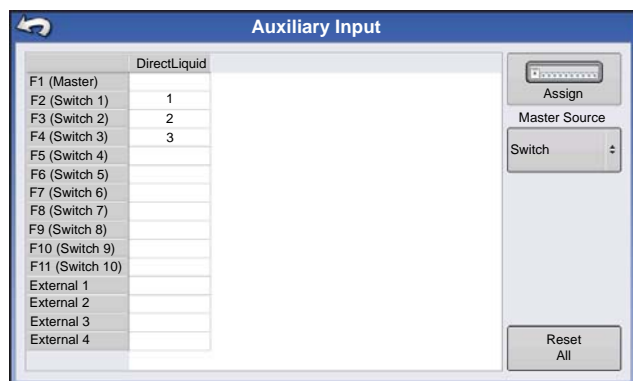 Auxiliary Input
DirectLiquid
F1 (Master)
F2 (Switch 1) 1
F3 (Switch 2) 2
F4 (Switch 3) 3
F5 (Switch 4)
F6 (Switch 5)
F7 (Switch 6)
F8 (Switch 7)
F9 (Switch 8)
F10 (Switch 9)
F11 (Switch 10)
External 1
External 2
External 3
External 4
Assign
Master Source
Switch
Reset
All